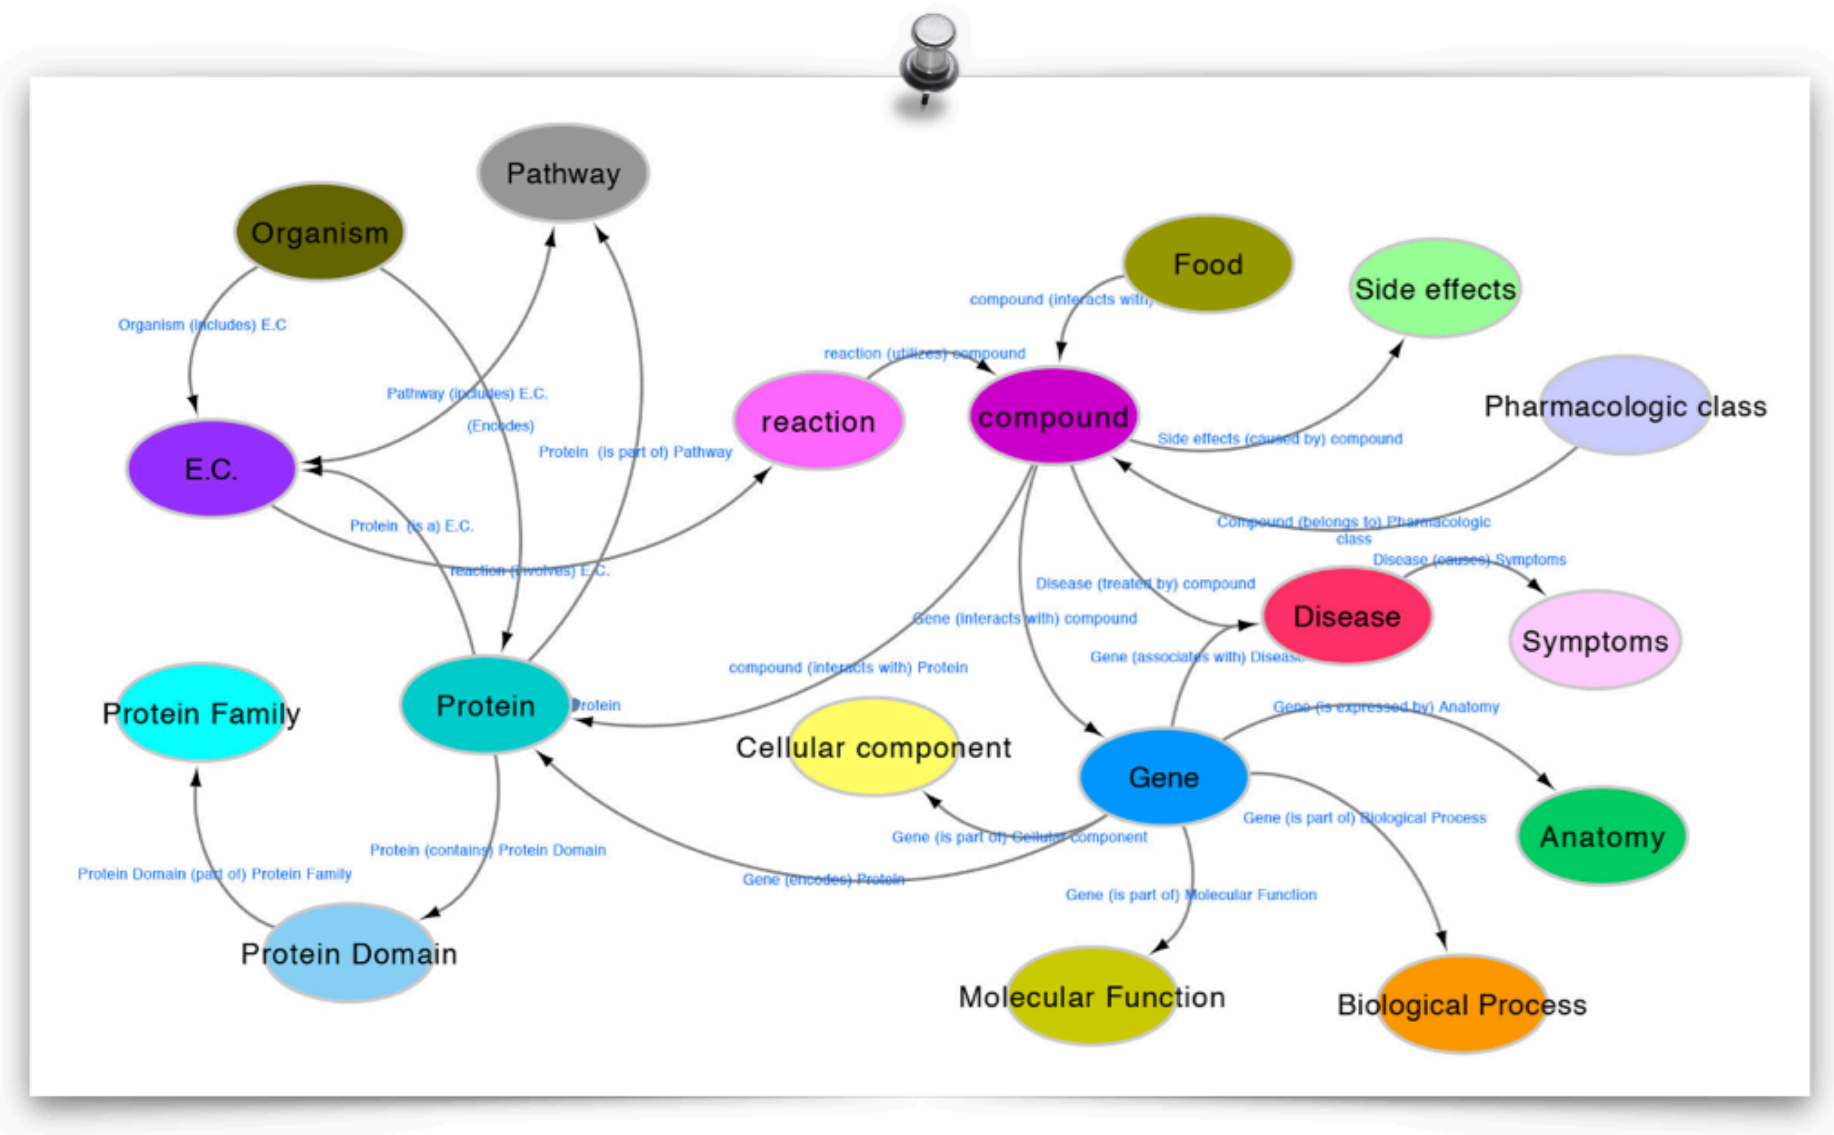 Pathway
Organism
Food
Side effects
Organism (includes) E.C
compound (interacts with)
reaction (utilizes) compound
Pathway (includes) E.C.
(Encodes)
Protein (is part of) Pathway
reaction
compound
Pharmacologic class
Side effects (caused by) compound
E.C.
Protein (is a) E.C.
Compound (belongs to) Pharmacologic
class
reaction (involves) E.C.
Disease (causes) Symptoms
Disease (treated by) compound
Gene (interacts with) compound
Disease
Symptoms
Gene (associates with) Disease
compound (interacts with) Protein
Protein Family
Protein
Protein
Gene (is expressed by) Anatomy
Cellular component
Gene
Gene (is part of) Biological Process
Gene (is part of) Cellular component
Anatomy
Protein (contains) Protein Domain
Protein Domain (part of) Protein Family
Gene (encodes) Protein
Gene (is part of) Molecular Function
Protein Domain
Molecular Function
Biological Process